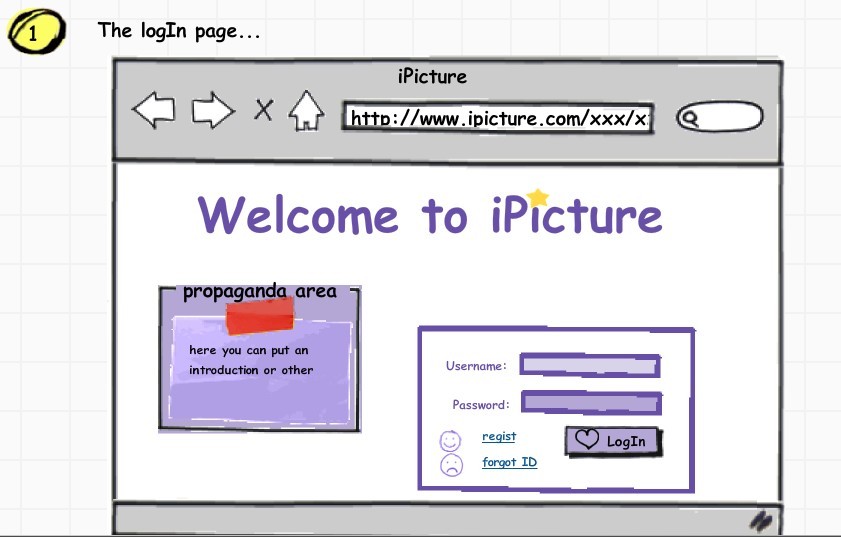 1
The logIn page...
iPicture
http://www.ipicture.com/xxx/x
Welcome to iPicture
propaganda area
here you can put an
introduction or other
Username:
Password:
regist
LogIn
forgot ID